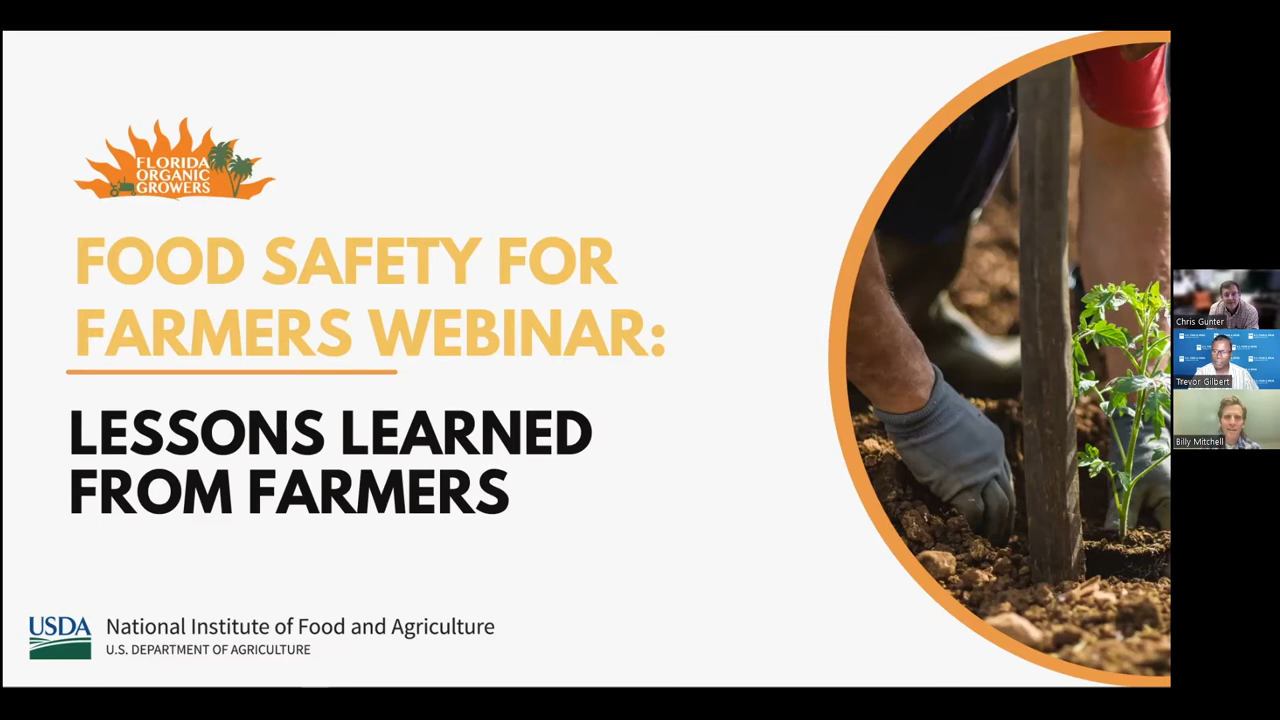 FLORIDA
ORGANIC
GROWERS
FOOD SAFETY FOR
FARMERS WEBINAR:
LESSONS LEARNED
FROM FARMERS
USDA
National Institute of Food and Agriculture
U.S. DEPARTMENT OF AGRICULTURE
Chris Gunter
Trevor Gilbert
Billy Mitchell